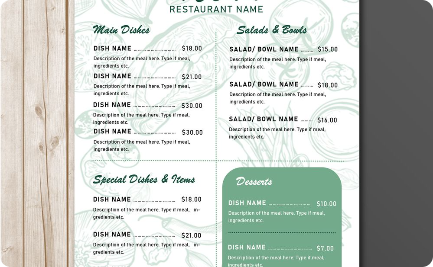 RESTAURANT NAME
Main Dishes
DISH NAME .................. $18.00
Description of the meal here. Type if meal,
ingredients etc.
DISH NAME .................. $21.00
Description of the meal here. Type if meal,
ingredients etc.
DISH NAME .................. $30.00
Description of the meal here. Type if meal,
ingredients etc.
DISH NAME .................. $30.00
Description of the meal here. Type if meal,
ingredients etc.
Salads & Bowls
SALAD/ BOWL NAME ..... $15.00
Description of the meal here. Type if meal,
ingredients etc.
SALAD/ BOWL NAME ..... $18.00
Description of the meal here. Type if meal,
ingredients etc.
SALAD/ BOWL NAME ..... $16.00
Description of the meal here. Type if meal,
ingredients etc.
Special Dishes & Items
DISH NAME .................. $18.00
Description of the meal here. Type if meal, in-
gredients etc.
DISH NAME .................. $21.00
Description of the meal here. Type if meal, in-
gredients etc.
Desserts
DISH NAME .................. $10.00
Description of the meal here. Type if meal,
ingredients etc.
DISH NAME .................. $7.00
Description of the meal here. Type if meal,
ingredients etc.